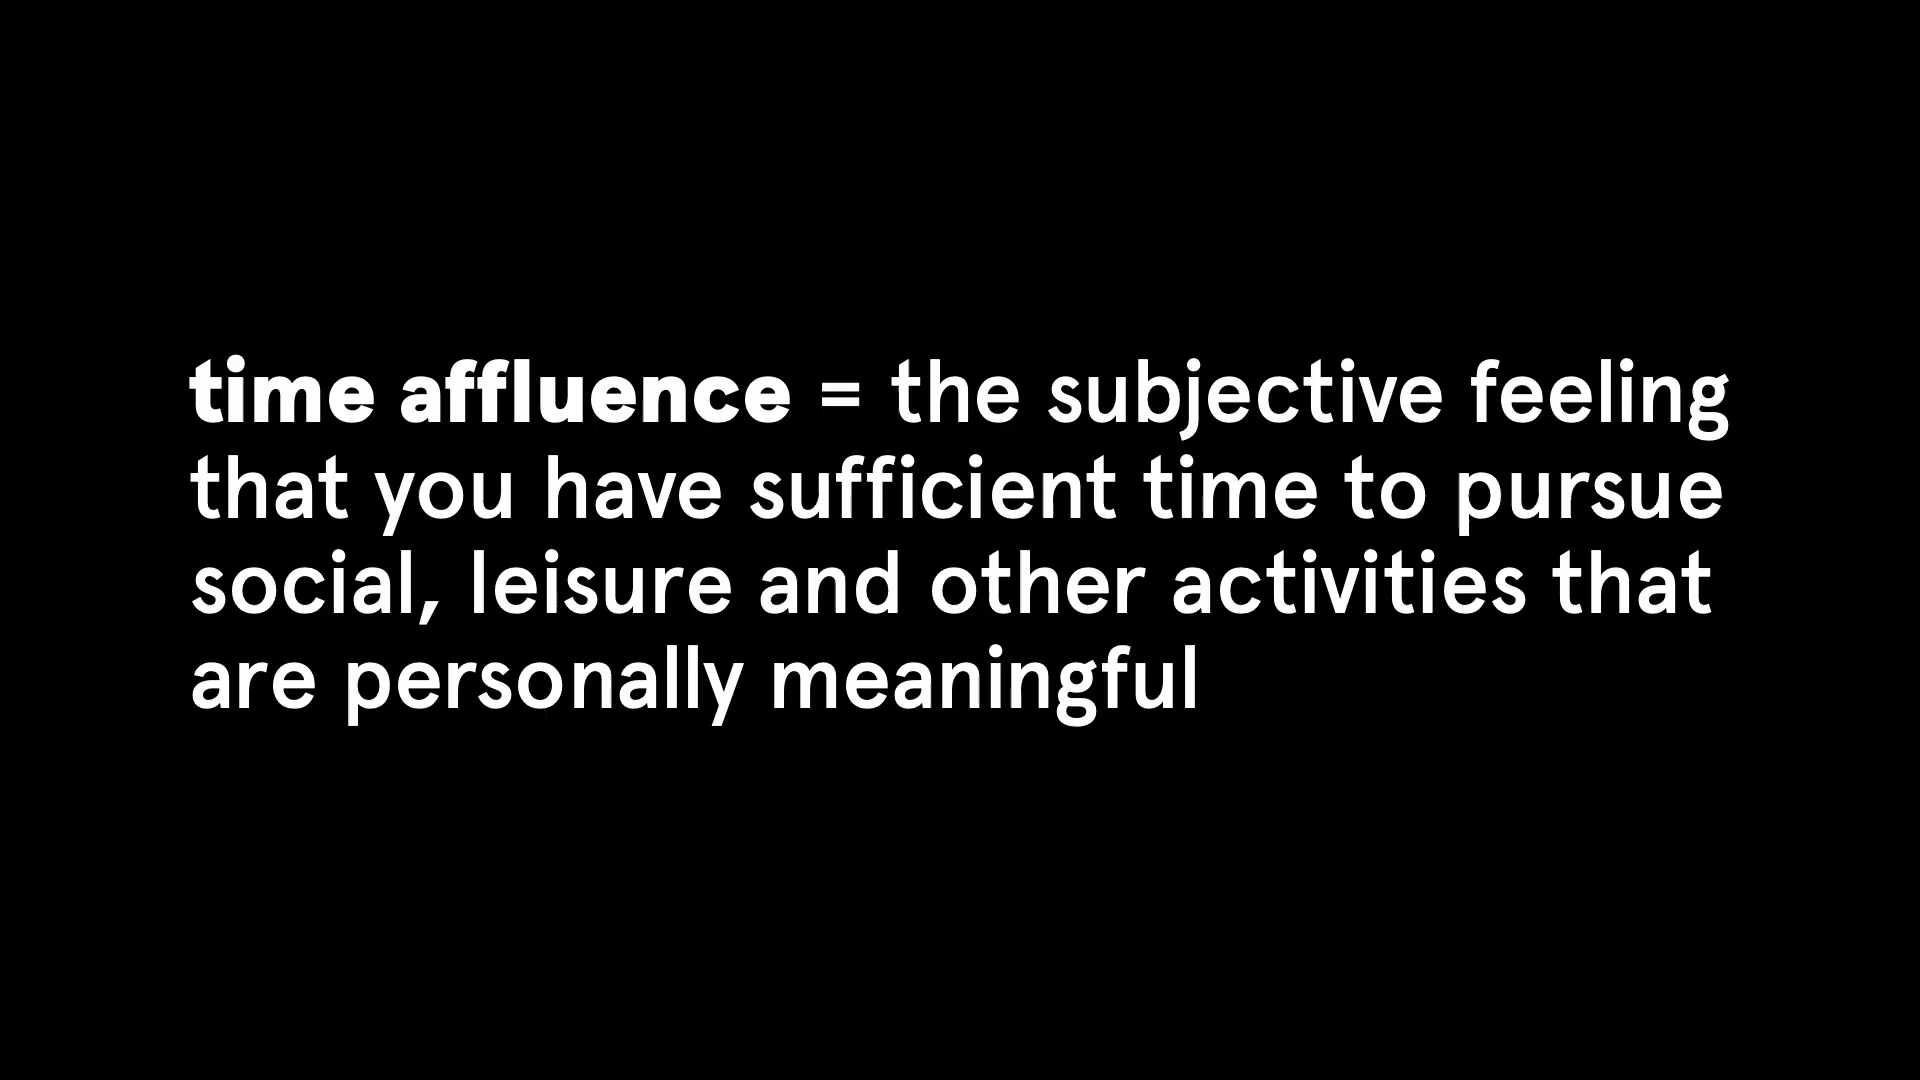 time affluence = the subjective feeling
that you have sufficient time to pursue
social, leisure and other activities that
are personally meaningful